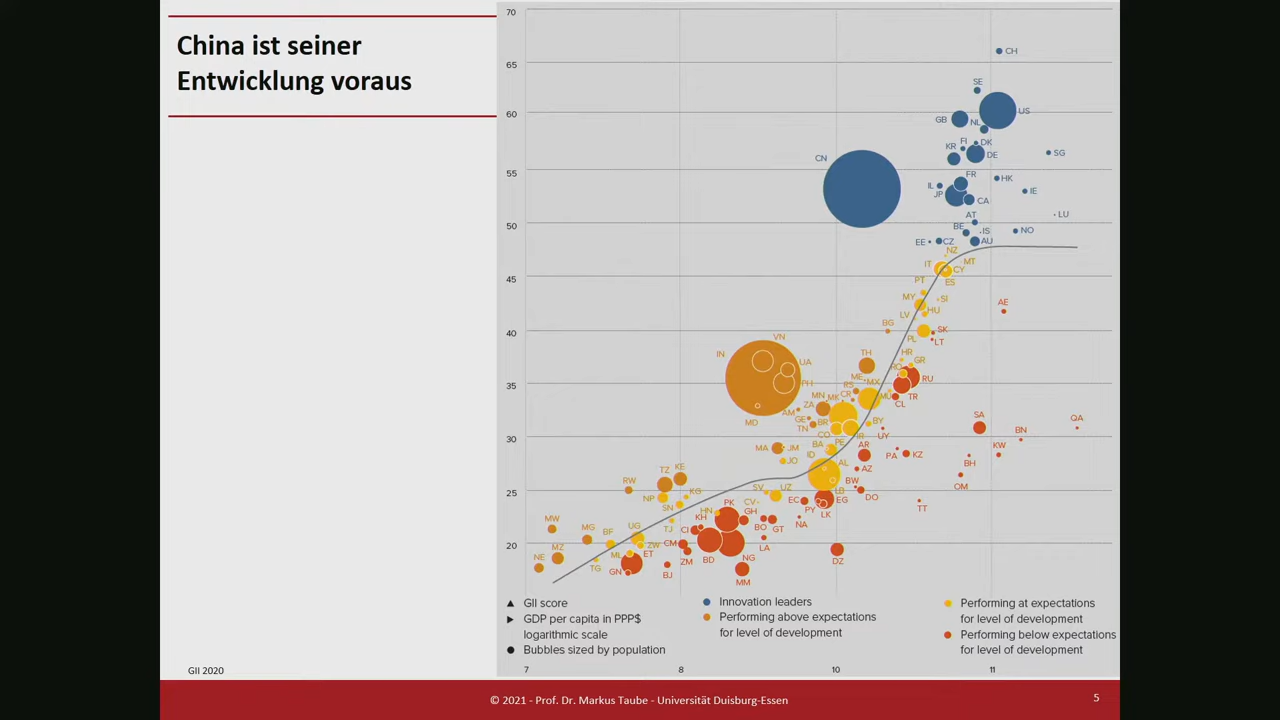 China ist seiner
Entwicklung voraus
70
65
60
55
50
45
40
35
30
25
20
CH
SE
US
GB
NL
FI
DK
KR
DE
SG
CN
FR
HK
IL
JP
IE
CA
AT
LU
BE
IS
NO
EE
CZ
AU
NZ
IT
MT
CY
ES
PT
MY
SI
AE
LV
HU
BG
SK
PL
LT
VN
IN
UA
TH
HR
GR
RO
PH
ME
MX
RU
RS
MU
TR
CR
CL
MN
MK
ZA
AM
GE
BR
MD
TN
BY
SA
QA
CO
IR
UY
BN
MA
JM
BA
PE
AR
PA
KZ
KW
JO
ID
AL
AZ
BH
TZ
KE
BW
OM
RW
KG
SV
UZ
LB
DO
NP
SN
CV
EC
EG
TT
HN
PK
GH
PY
LK
MW
UG
TJ
KH
CI
BO
GT
NA
MG
BF
ZW
CM
LA
NE
MZ
ML
ET
ZM
BD
NG
DZ
TG
GN
BJ
MM
GII score
GDP per capita in PPP$
logarithmic scale
Bubbles sized by population
Innovation leaders
Performing above expectations
for level of development
Performing at expectations
for level of development
Performing below expectations
for level of development
7
8
10
11
GII 2020
© 2021 - Prof. Dr. Markus Taube - Universität Duisburg-Essen
5